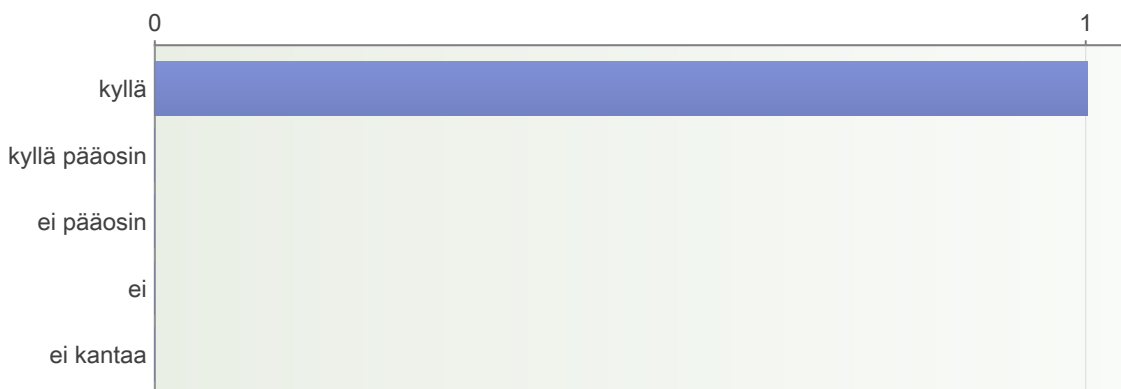 0 1
kyllä
kyllä pääosin
ei pääosin
ei
ei kantaa